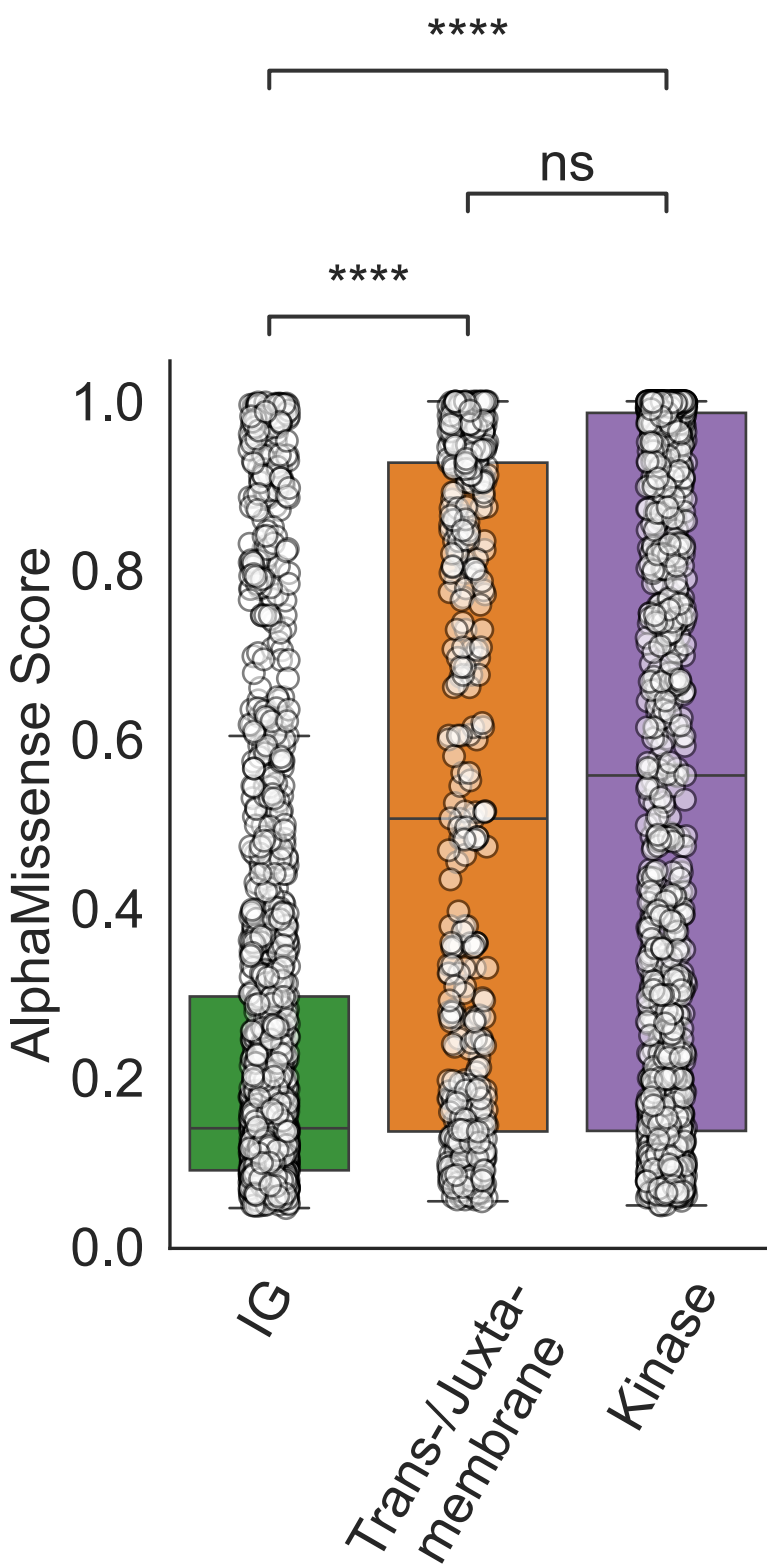 ****
ns
****
1.0
0.8
0.6
0.4
0.2
0.0
AlphaMissense Score
IG
Trans-/Juxta-
membrane
Kinase